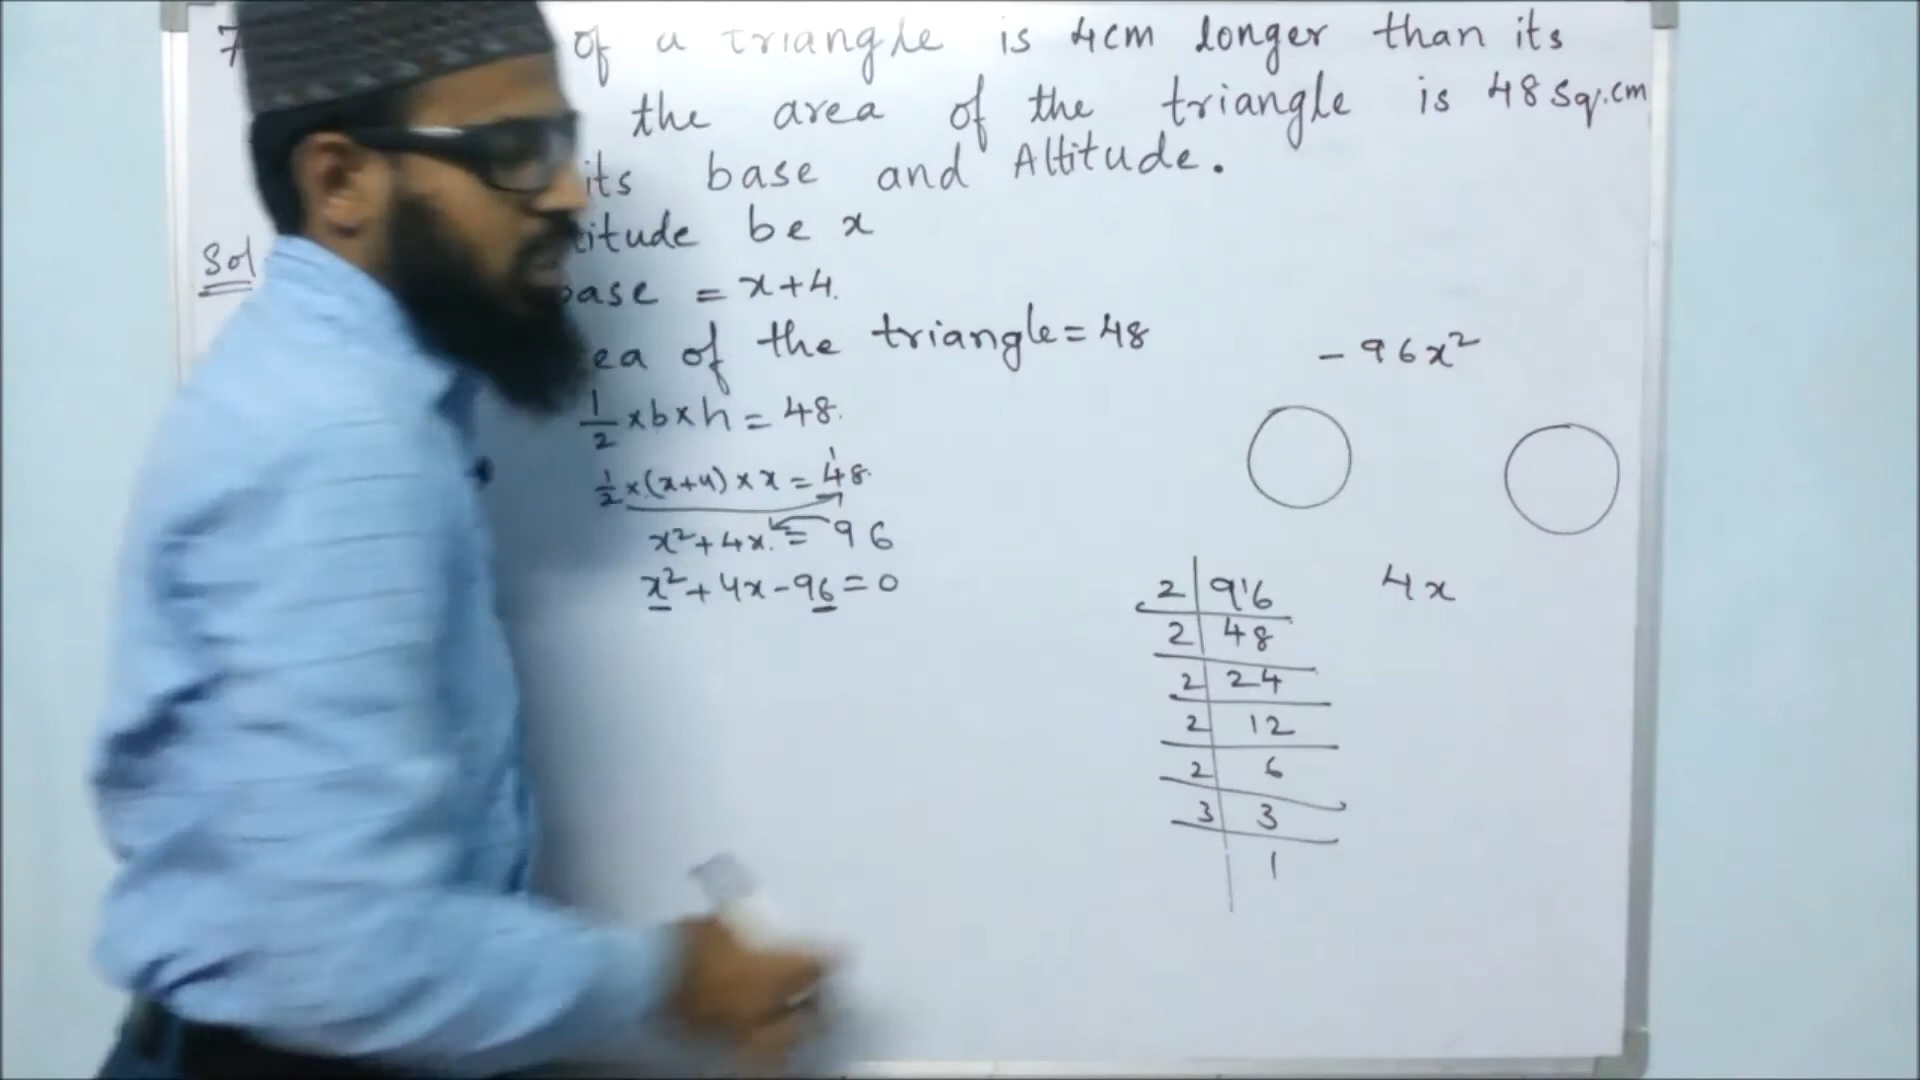 7 of a triangle is 4cm longer than its
the area of the triangle is 48 sq.cm
its base and Altitude.
titude be x
Sol
base = x+4.
ea of the triangle = 48
1/2 × b × h = 48.
1/2 × (x+4) × x = 48.
x² + 4x = 96
x² + 4x - 96 = 0
- 96x²
4x
2 | 96
2 | 48
2 | 24
2 | 12
2 | 6
3 | 3
1